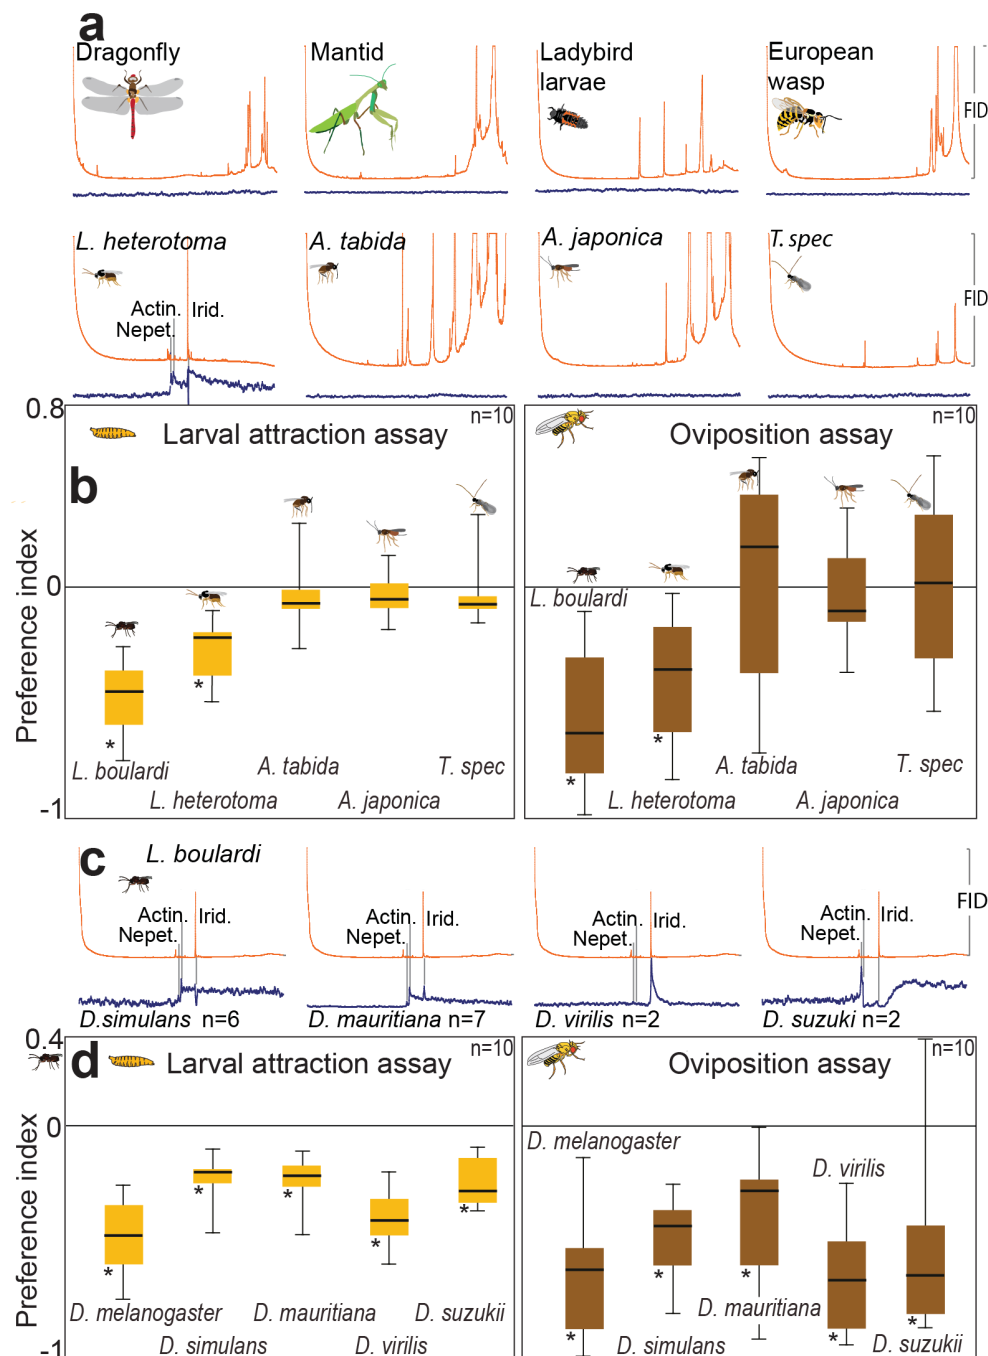 a
Dragonfly
Mantid
Ladybird
larvae
European
wasp
FID
L. heterotoma
A. tabida
A. japonica
T. spec
Actin.
Irid.
Nepet.
FID
0.8
n=10
Larval attraction assay
n=10
Oviposition assay
b
Preference index
0
-1
L. boulardi
*
*
L. boulardi
L. heterotoma
A. tabida
A. japonica
T. spec
*
*
L. heterotoma
A. tabida
A. japonica
T. spec
c
L. boulardi
Actin.
Irid.
Nepet.
Actin.
Irid.
Nepet.
Actin.
Irid.
Nepet.
Actin.
Irid.
Nepet.
FID
D.simulans n=6
D. mauritiana n=7
D. virilis n=2
D. suzuki n=2
0.4
d
Larval attraction assay
n=10
Oviposition assay
n=10
Preference index
0
-1
*
*
*
*
*
D. melanogaster
D. simulans
D. mauritiana
D. virilis
D. suzukii
D. melanogaster
D. virilis
*
*
*
*
*
D. mauritiana
D. simulans
D. suzukii